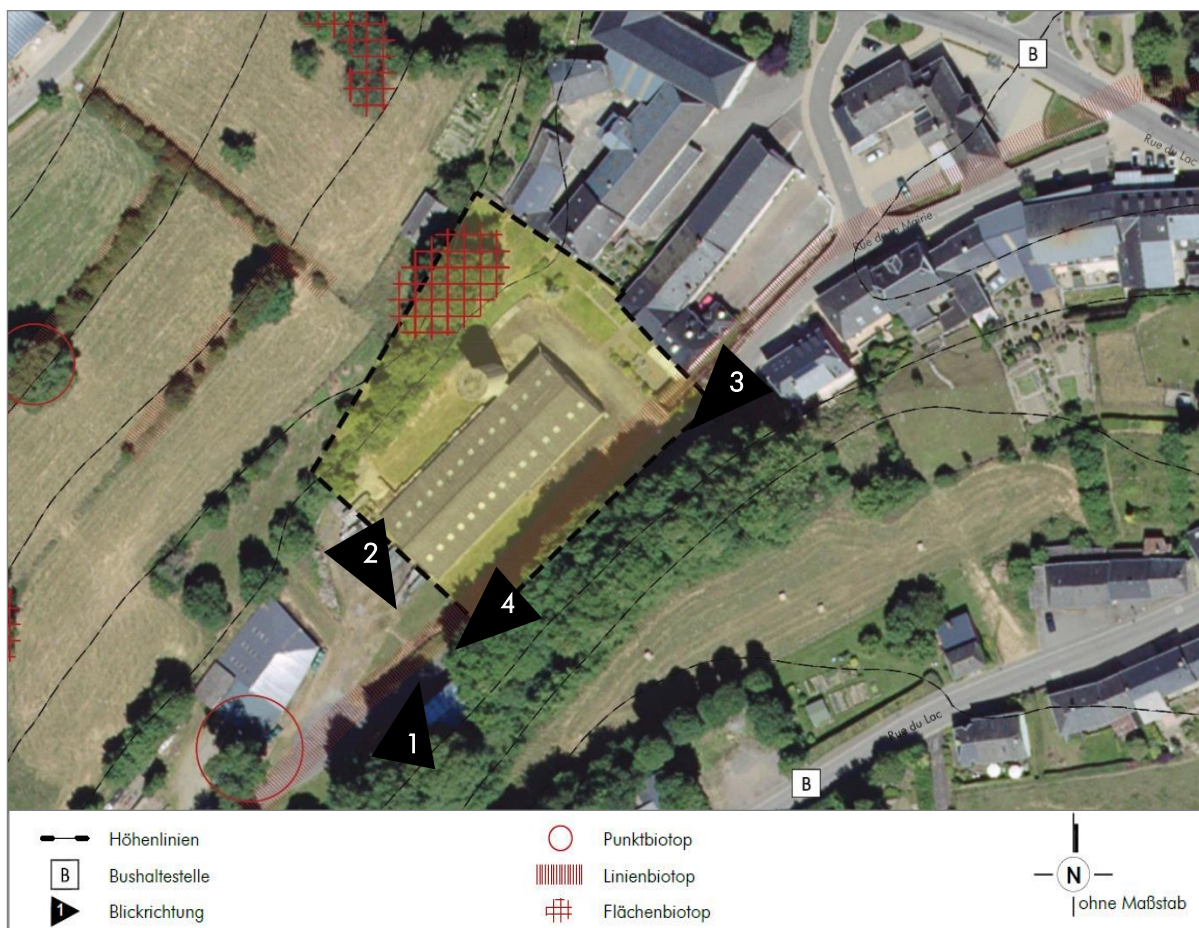 B
Rue du Lac
Rue de la Mairie
3
2
4
1
Rue du Lac
B
Höhenlinien
B Bushaltestelle
1 Blickrichtung
Punktbiotop
Linienbiotop
Flächenbiotop
N
ohne Maßstab